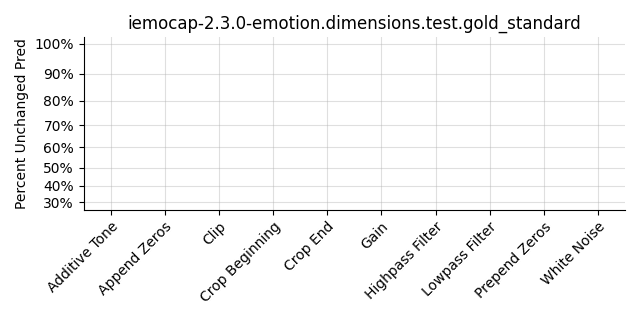 iemocap-2.3.0-emotion.dimensions.test.gold_standard
Percent Unchanged Pred
100%
90%
80%
70%
60%
50%
40%
30%
Additive Tone
Append Zeros
Clip
Crop Beginning
Crop End
Gain
Highpass Filter
Lowpass Filter
Prepend Zeros
White Noise